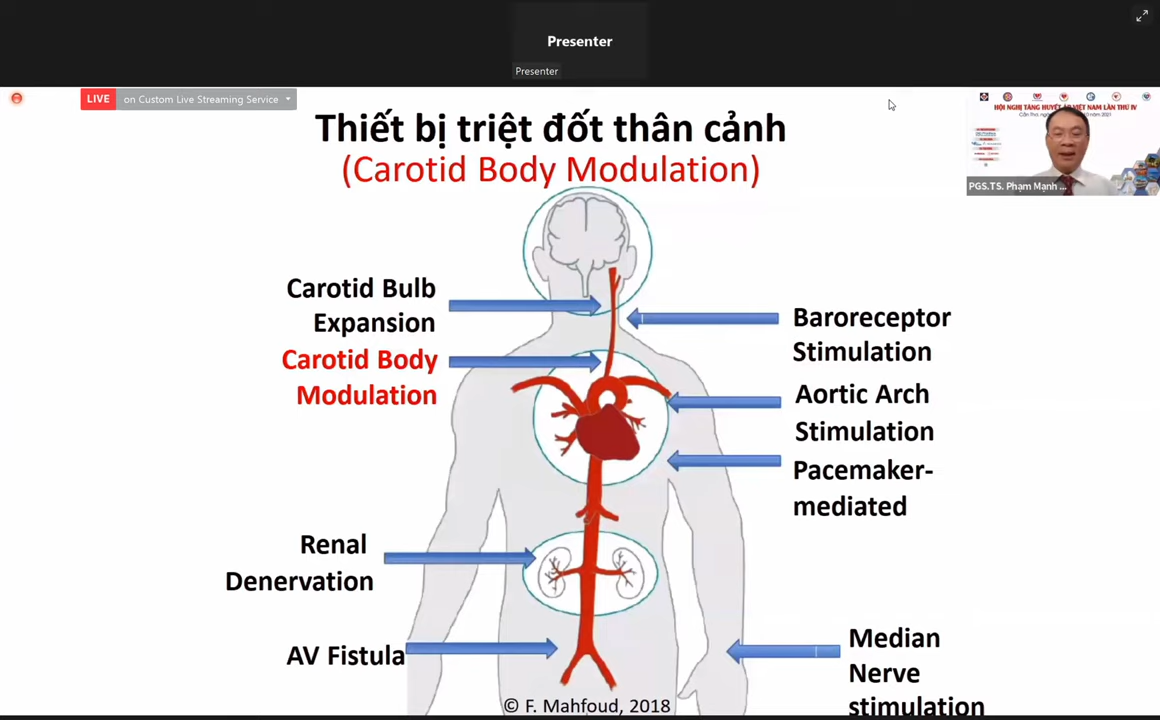 Presenter
Presenter
LIVE on Custom Live Streaming Service
HỘI NGHỊ TĂNG HUYẾT ÁP VIỆT NAM LẦN THỨ IV
PGS.TS. Phạm Mạnh ...
Thiết bị triệt đốt thân cảnh
(Carotid Body Modulation)
Carotid Bulb
Expansion
Carotid Body
Modulation
Renal
Denervation
AV Fistula
Baroreceptor
Stimulation
Aortic Arch
Stimulation
Pacemaker-
mediated
Median
Nerve
stimulation
© F. Mahfoud, 2018